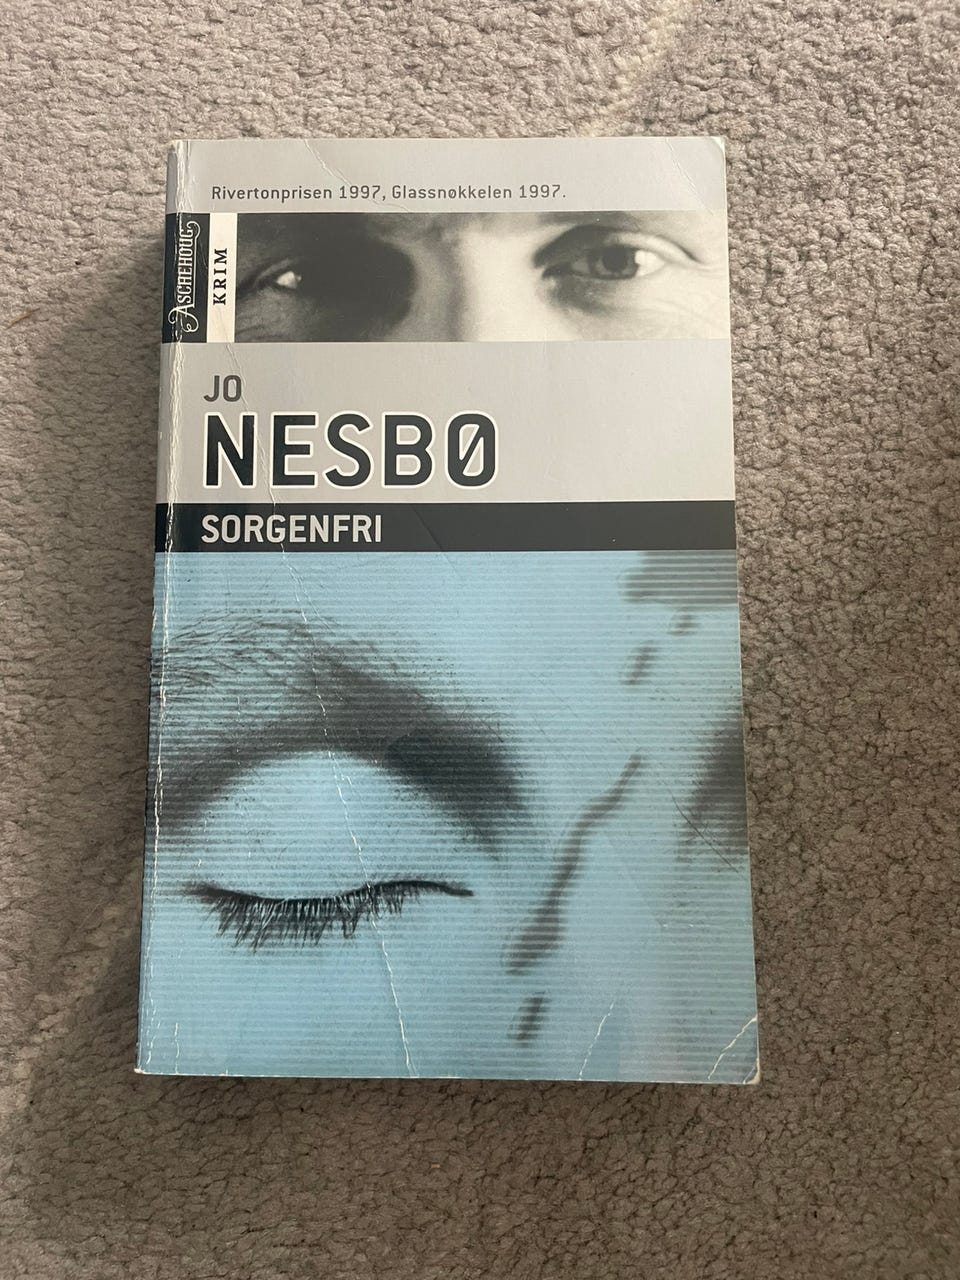 Rivertonprisen 1997, Glassnøkkelen 1997.
ASCHEHOUG
KRIM
JO
NESBØ
SORGENFRI